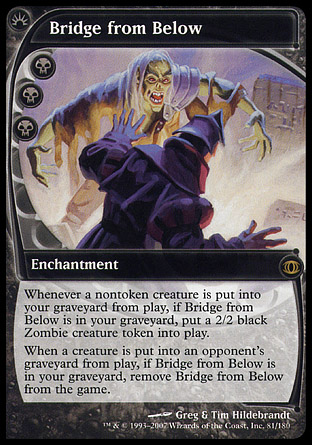 Bridge from Below
Enchantment
Whenever a nontoken creature is put into
your graveyard from play, if Bridge from
Below is in your graveyard, put a 2/2 black
Zombie creature token into play.
When a creature is put into an opponent's
graveyard from play, if Bridge from Below is
in your graveyard, remove Bridge from Below
from the game.
Greg & Tim Hildebrandt
™ & © 1993–2007 Wizards of the Coast, Inc. 81/180